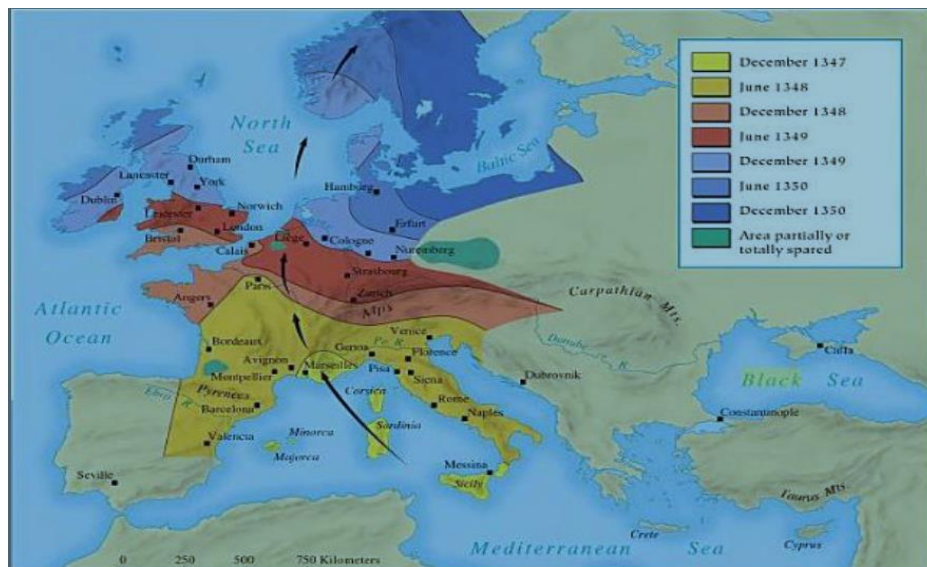 December 1347
June 1348
December 1348
June 1349
December 1349
June 1350
December 1350
Area partially or
totally spared
North
Sea
Baltic Sea
Durham
Lancaster
York
Dublin
Hamburg
Leicester
Norwich
Erfurt
Bristol
London
Liège
Cologne
Calais
Nuremberg
Strasbourg
Paris
Zurich
Angers
Alps
Carpathian Mts.
Atlantic
Ocean
Venice
Bordeaux
Po R.
Genoa
Danube R.
Caffa
Avignon
Florence
Marseilles
Montpellier
Pisa
Siena
Dubrovnik
Black Sea
Pyrenees
Corsica
Ebro R.
Barcelona
Rome
Constantinople
Naples
Minorca
Sardinia
Valencia
Majorca
Messina
Seville
Sicily
Taurus Mts.
Crete
Cyprus
Mediterranean Sea
0 250 500 750 Kilometers